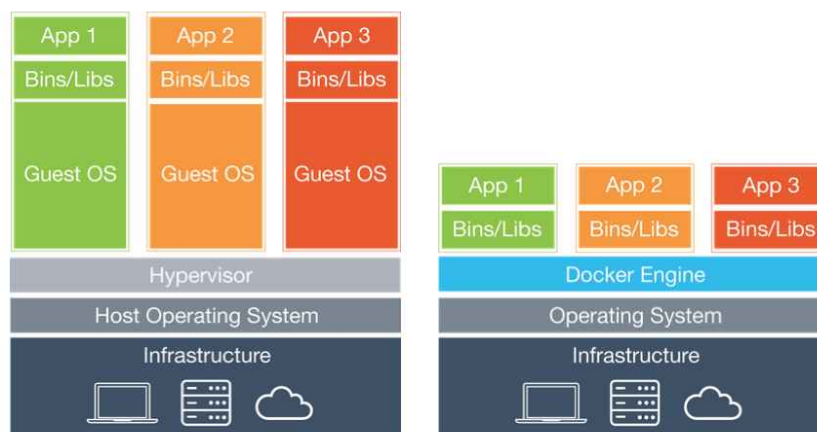 App 1 App 2 App 3
Bins/Libs Bins/Libs Bins/Libs
Guest OS Guest OS Guest OS
Hypervisor
Host Operating System
Infrastructure
App 1 App 2 App 3
Bins/Libs Bins/Libs Bins/Libs
Docker Engine
Operating System
Infrastructure